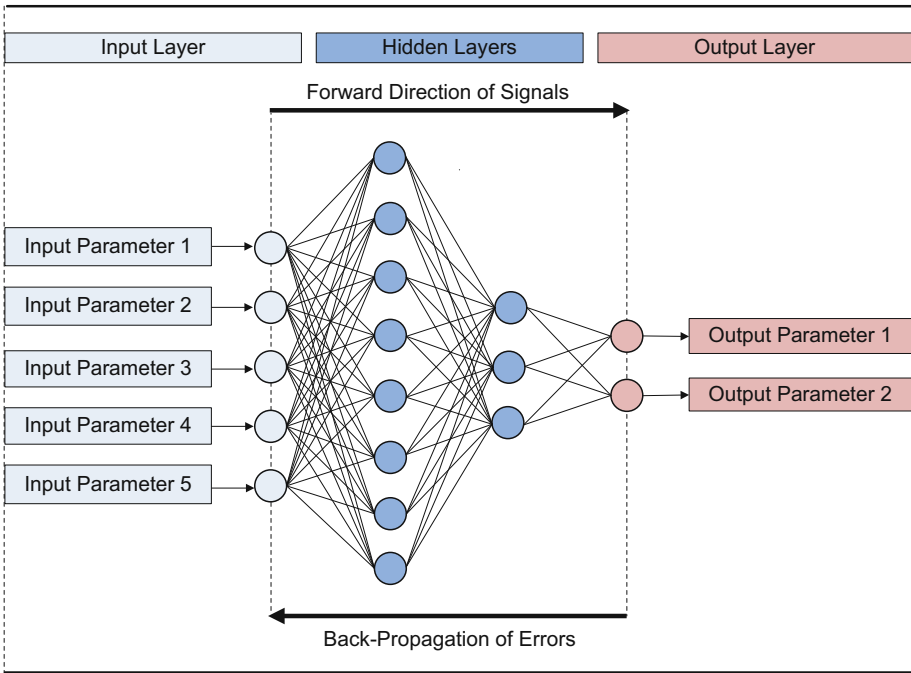 Input Layer
Hidden Layers
Output Layer
Forward Direction of Signals
Input Parameter 1
Input Parameter 2
Input Parameter 3
Input Parameter 4
Input Parameter 5
Output Parameter 1
Output Parameter 2
Back-Propagation of Errors